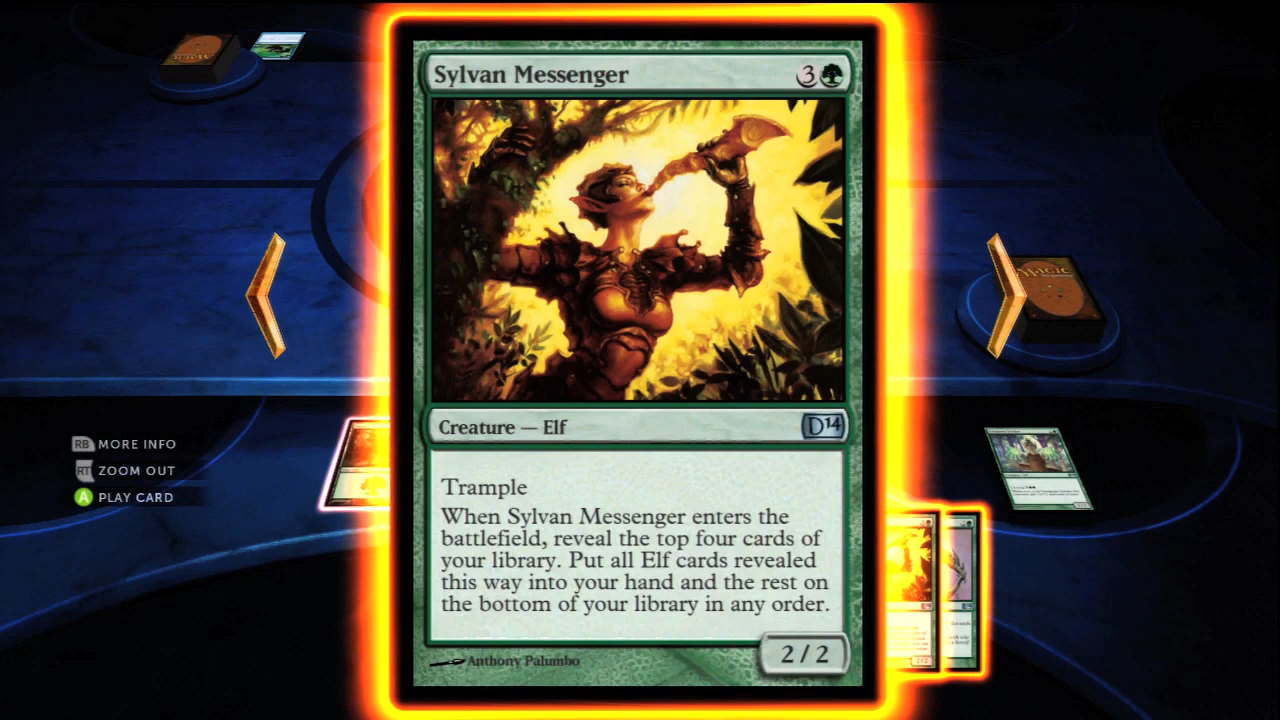 Sylvan Messenger 3
Creature — Elf D14
Trample
When Sylvan Messenger enters the
battlefield, reveal the top four cards of
your library. Put all Elf cards revealed
this way into your hand and the rest on
the bottom of your library in any order.
Anthony Palumbo 2/2
RB MORE INFO
RT ZOOM OUT
A PLAY CARD
MAGIC